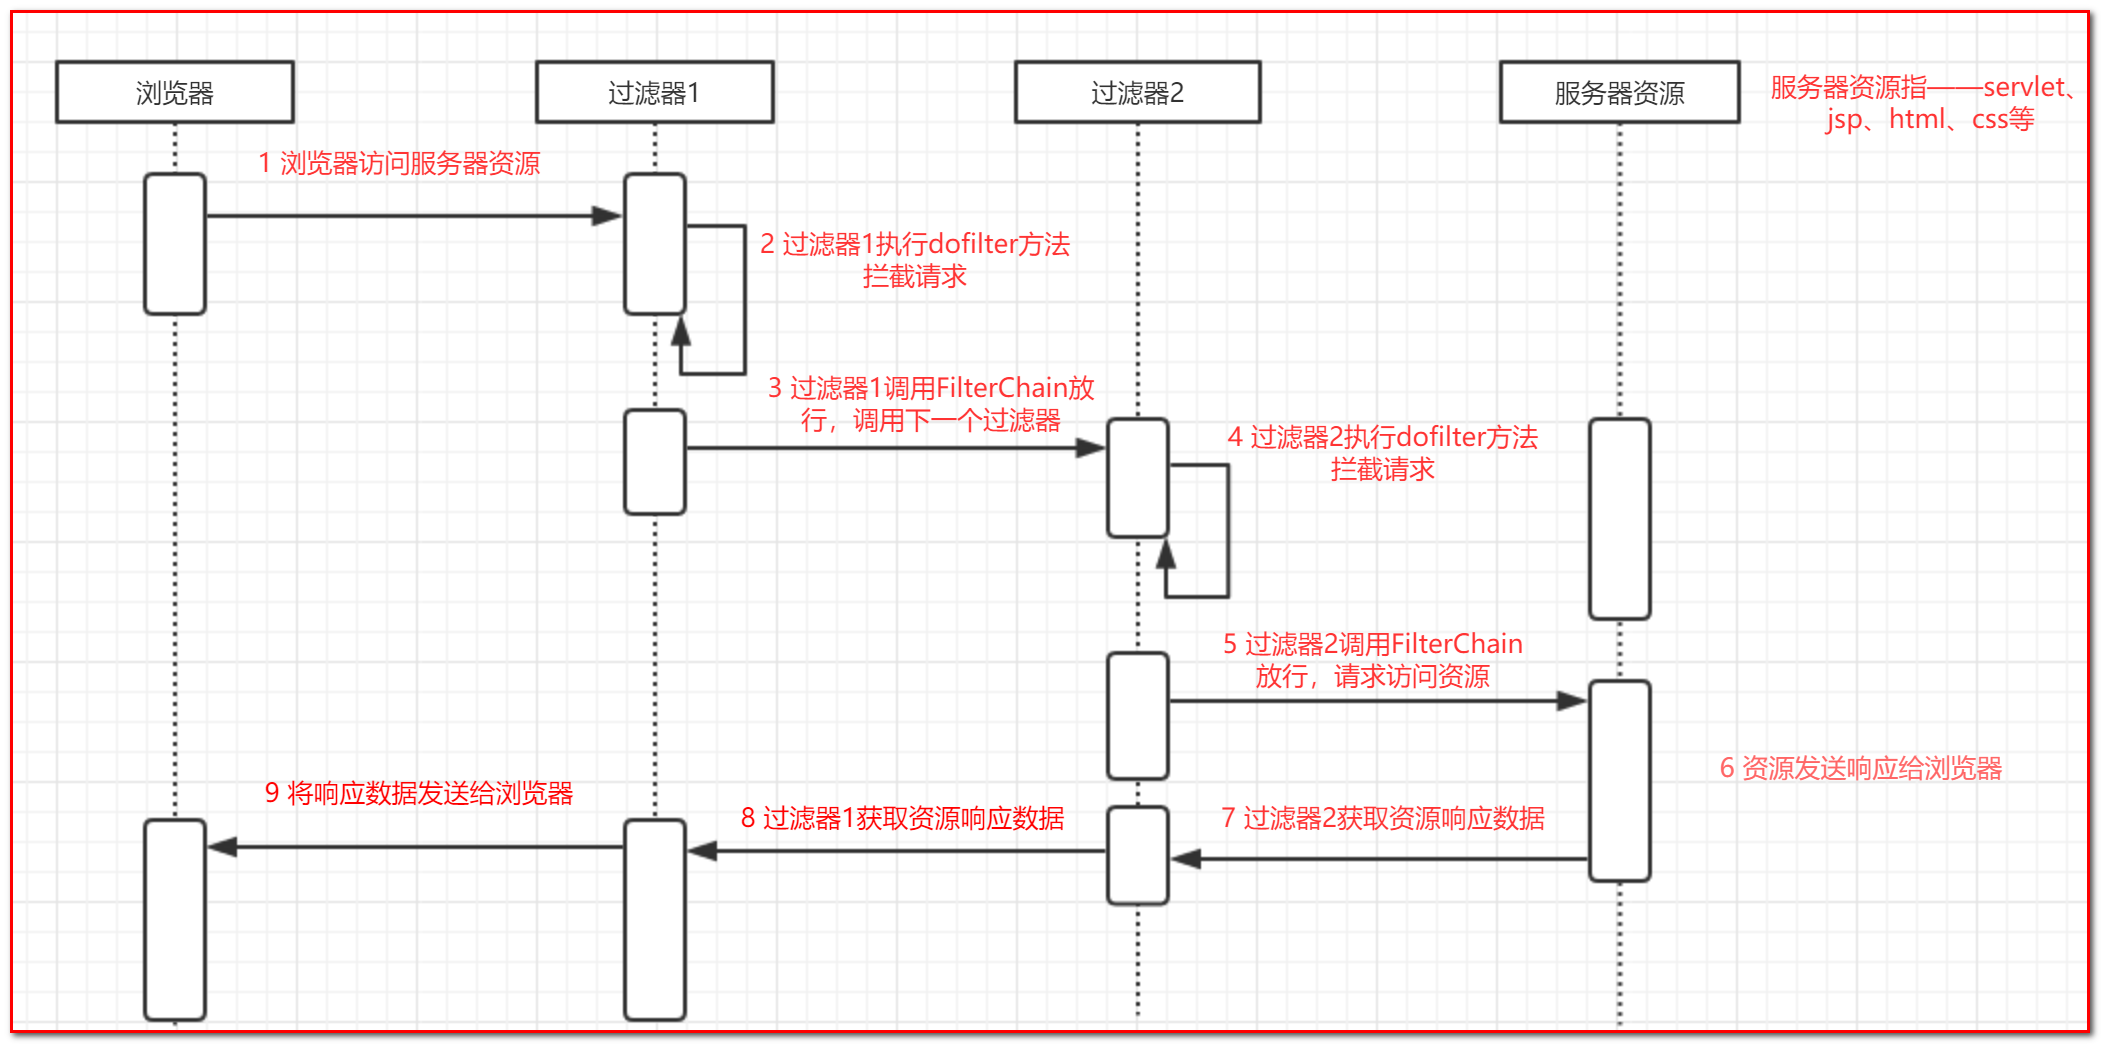 浏览器
过滤器1
过滤器2
服务器资源
服务器资源指——servlet、
jsp、html、css等
1 浏览器访问服务器资源
2 过滤器1执行dofilter方法
拦截请求
3 过滤器1调用FilterChain放
行，调用下一个过滤器
4 过滤器2执行dofilter方法
拦截请求
5 过滤器2调用FilterChain
放行，请求访问资源
6 资源发送响应给浏览器
7 过滤器2获取资源响应数据
8 过滤器1获取资源响应数据
9 将响应数据发送给浏览器